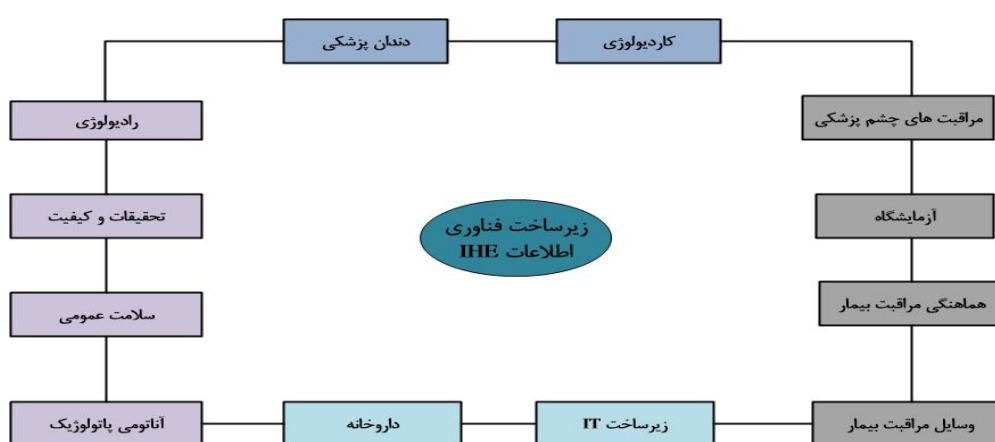 کاردیولوژی
دندان پزشکی
مراقبت های چشم پزشکی
رادیولوژی
آزمایشگاه
تحقیقات و کیفیت
زیرساخت فناوری
اطلاعات IHE
هماهنگی مراقبت بیمار
سلامت عمومی
وسایل مراقبت بیمار
زیرساخت IT
داروخانه
آناتومی پاتولوژیک